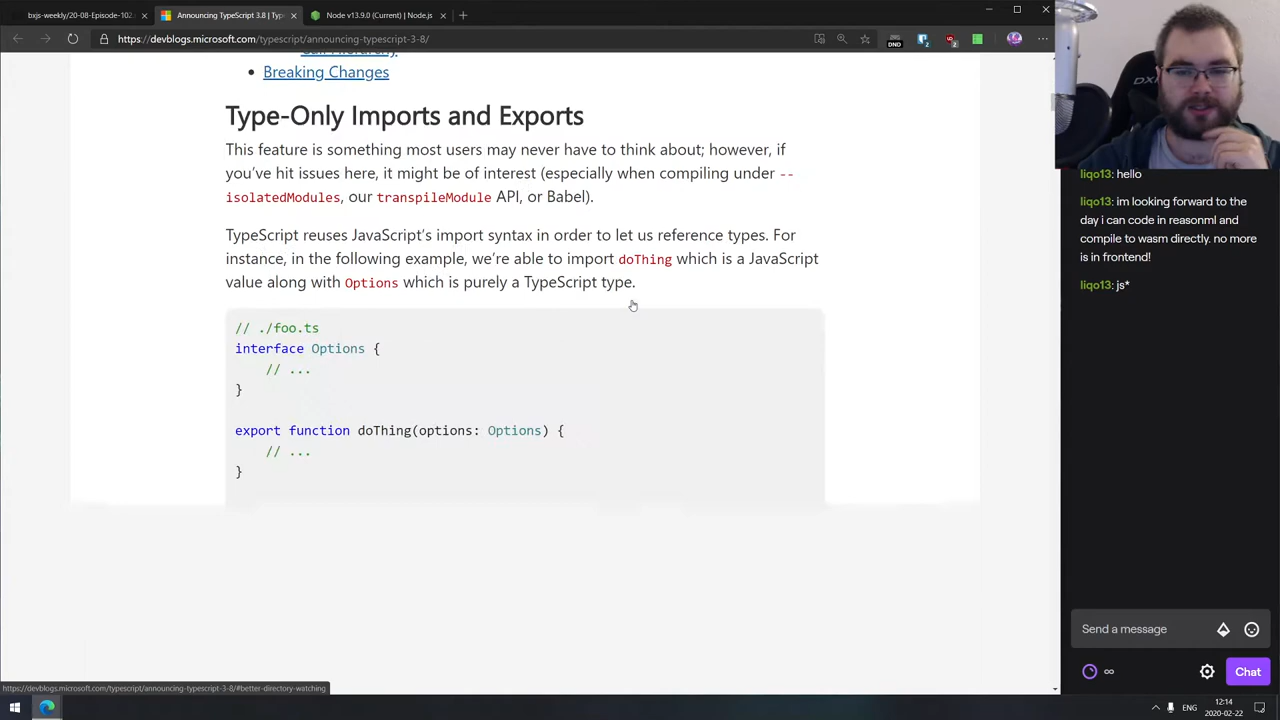 bxjs-weekly/20-08-Episode-102.
Announcing TypeScript 3.8 | Typ
Node v13.9.0 (Current) | Node.js
https://devblogs.microsoft.com/typescript/announcing-typescript-3-8/
DND
2
2
Call Hierarchy
Breaking Changes
Type-Only Imports and Exports
This feature is something most users may never have to think about; however, if
you've hit issues here, it might be of interest (especially when compiling under --
isolatedModules, our transpileModule API, or Babel).
TypeScript reuses JavaScript's import syntax in order to let us reference types. For
instance, in the following example, we're able to import doThing which is a JavaScript
value along with Options which is purely a TypeScript type.
// ./foo.ts
interface Options {
// ...
}
export function doThing(options: Options) {
// ...
}
https://devblogs.microsoft.com/typescript/announcing-typescript-3-8/#better-directory-watching
liqo13: hello
liqo13: im looking forward to the
day i can code in reasonml and
compile to wasm directly. no more
is in frontend!
liqo13: js*
Send a message
Chat
ENG
12:14
2020-02-22